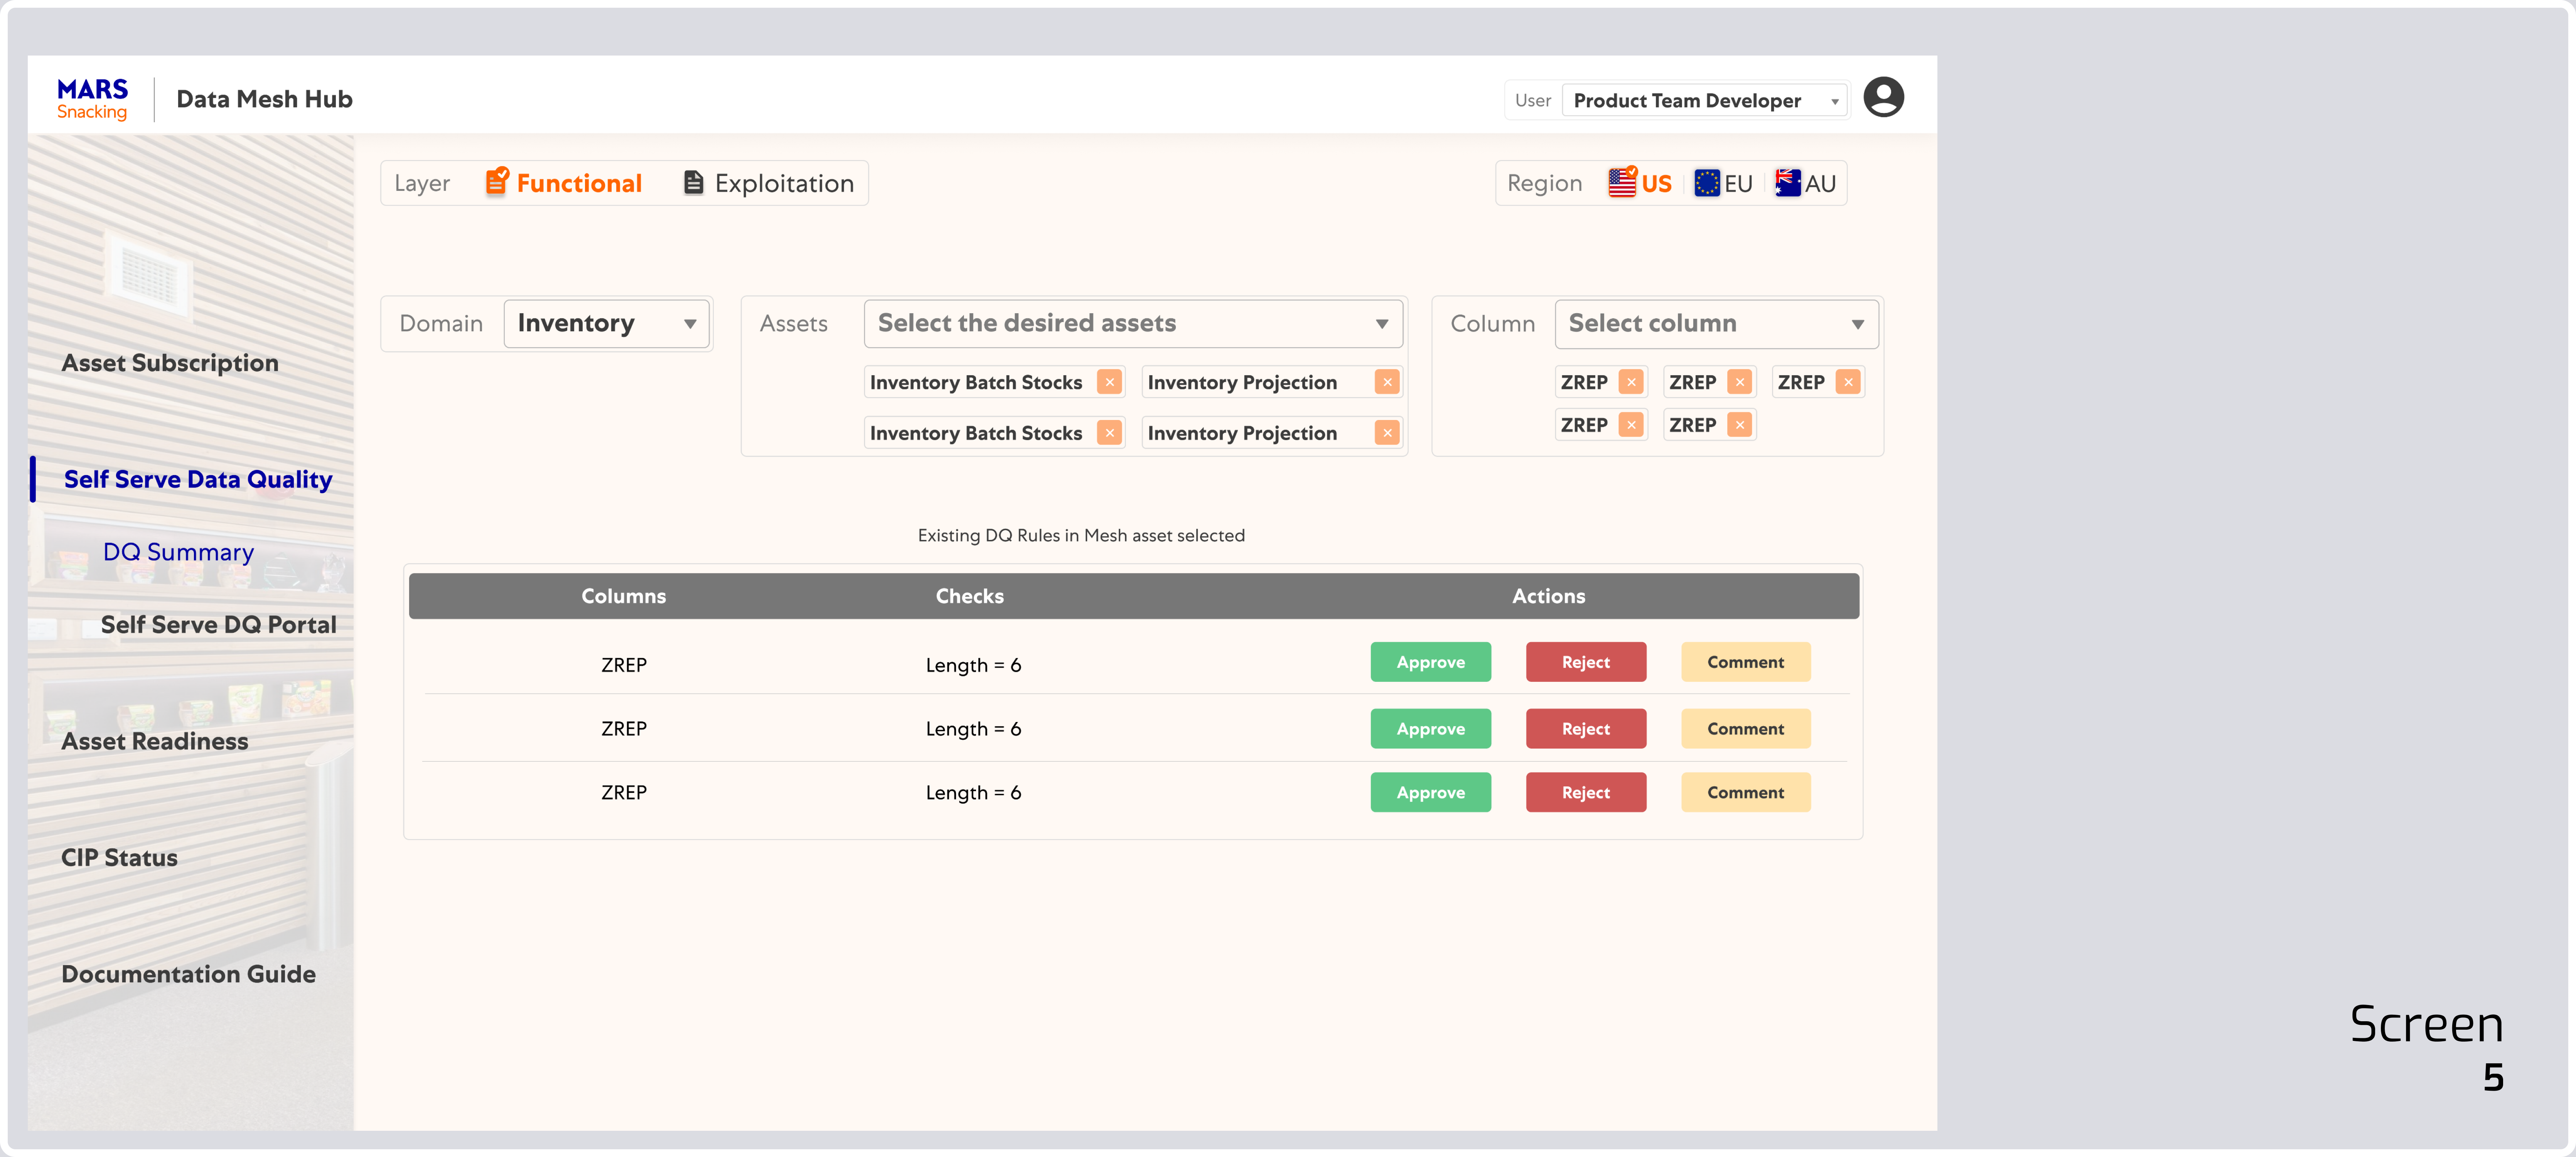 MARS
Snacking
Data Mesh Hub
User Product Team Developer
Layer Functional Exploitation
Region US EU AU
Domain Inventory
Assets Select the desired assets
Inventory Batch Stocks Inventory Projection
Inventory Batch Stocks Inventory Projection
Column Select column
ZREP ZREP ZREP
ZREP ZREP
Asset Subscription
Self Serve Data Quality
DQ Summary
Self Serve DQ Portal
Asset Readiness
CIP Status
Documentation Guide
Existing DQ Rules in Mesh asset selected
Columns Checks Actions
ZREP Length = 6 Approve Reject Comment
ZREP Length = 6 Approve Reject Comment
ZREP Length = 6 Approve Reject Comment
Screen
5